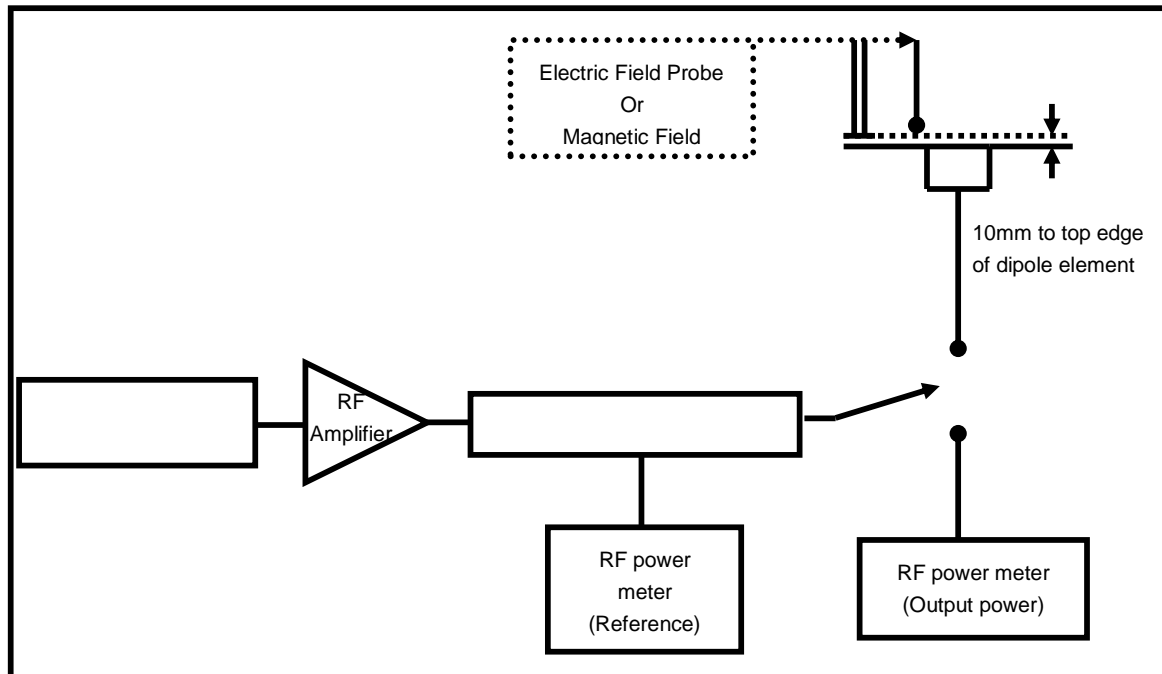 Electric Field Probe
Or
Magnetic Field
10mm to top edge
of dipole element
RF
Amplifier
RF power
meter
(Reference)
RF power meter
(Output power)